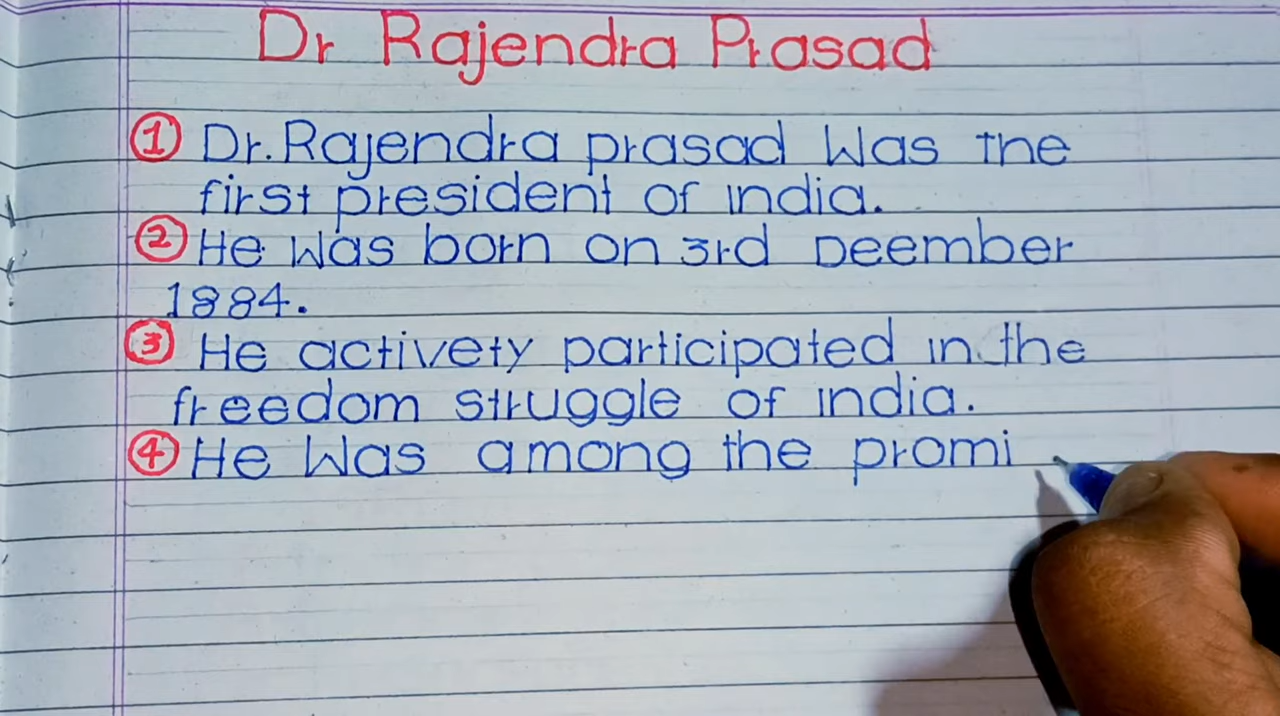 Dr Rajendra Prasad
① Dr. Rajendra prasad Was the
first president of india.
② He Was born on 3rd Deember
1884.
③ He activety participated in the
freedom struggle of india.
④ He Was among the promi